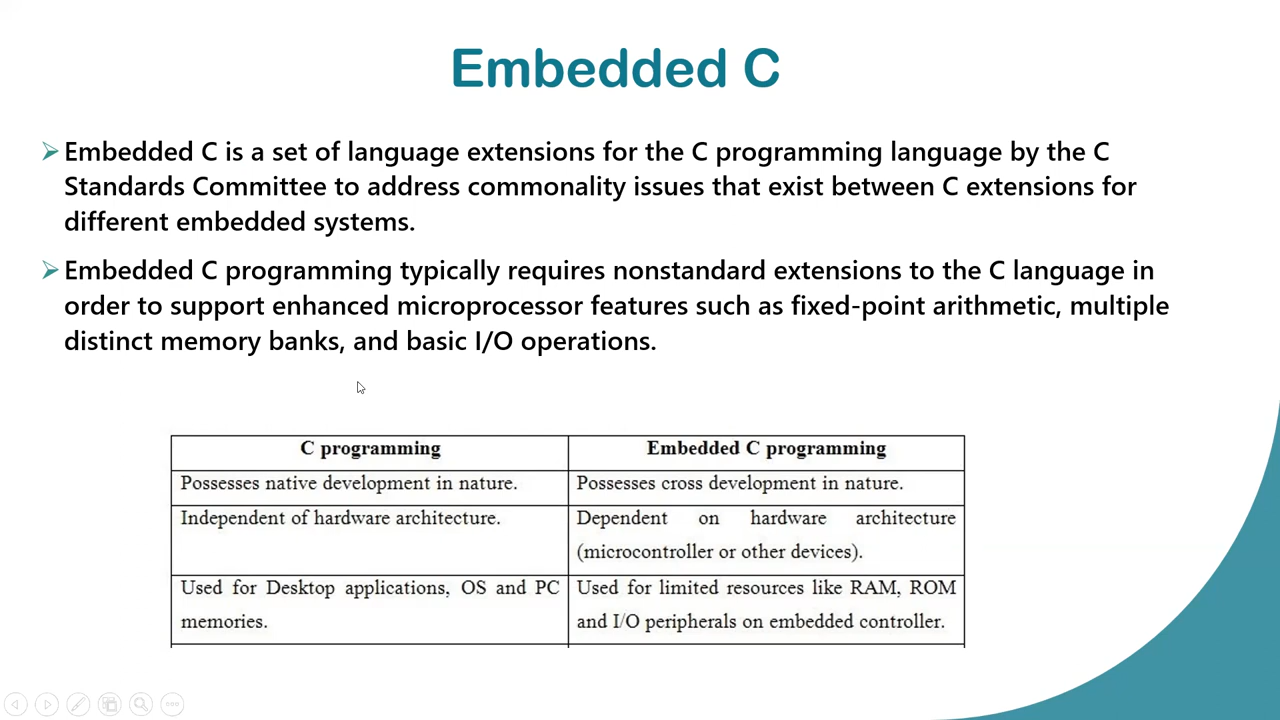 Embedded C
Embedded C is a set of language extensions for the C programming language by the C
Standards Committee to address commonality issues that exist between C extensions for
different embedded systems.
Embedded C programming typically requires nonstandard extensions to the C language in
order to support enhanced microprocessor features such as fixed-point arithmetic, multiple
distinct memory banks, and basic I/O operations.
C programming
Embedded C programming
Possesses native development in nature.
Possesses cross development in nature.
Independent of hardware architecture.
Dependent on hardware architecture
(microcontroller or other devices).
Used for Desktop applications, OS and PC
memories.
Used for limited resources like RAM, ROM
and I/O peripherals on embedded controller.